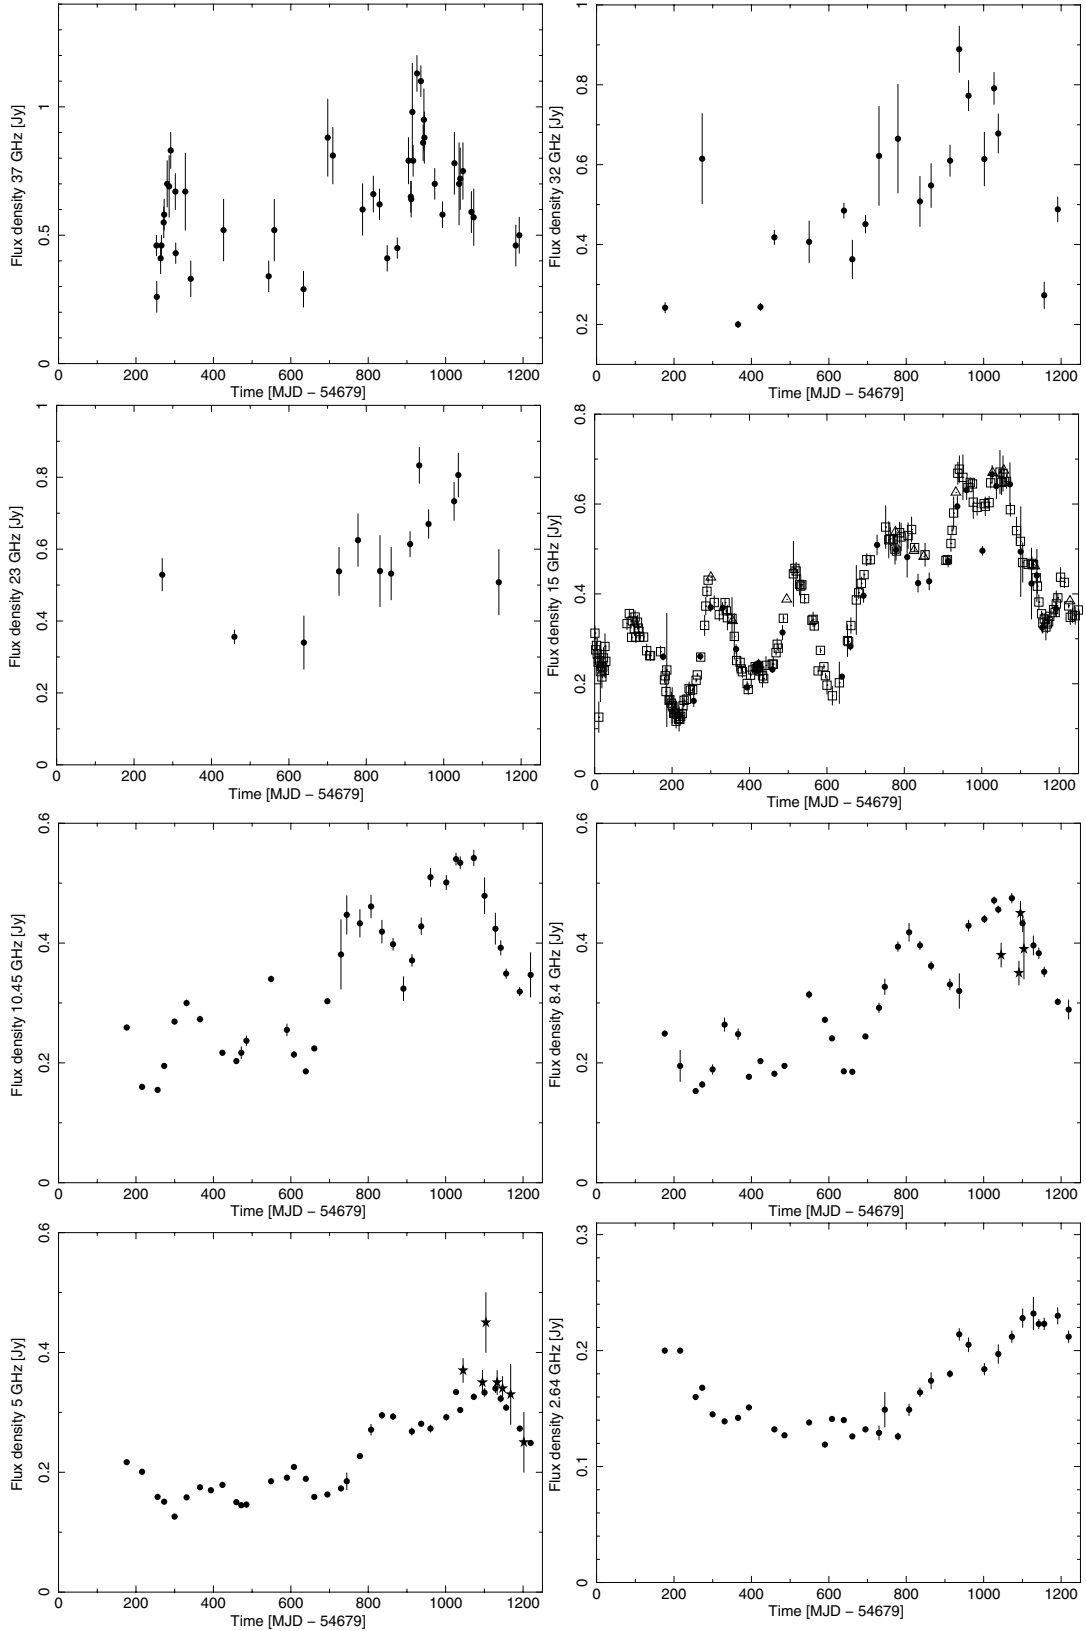 Flux density 37 GHz [Jy]
0 0.5 1
0 200 400 600 800 1000 1200
Time [MJD − 54679]
Flux density 32 GHz [Jy]
0.2 0.4 0.6 0.8 1
0 200 400 600 800 1000 1200
Time [MJD − 54679]
Flux density 23 GHz [Jy]
0 0.2 0.4 0.6 0.8 1
0 200 400 600 800 1000 1200
Time [MJD − 54679]
Flux density 15 GHz [Jy]
0 0.2 0.4 0.6 0.8
0 200 400 600 800 1000 1200
Time [MJD − 54679]
Flux density 10.45 GHz [Jy]
0 0.2 0.4 0.6
0 200 400 600 800 1000 1200
Time [MJD − 54679]
Flux density 8.4 GHz [Jy]
0 0.2 0.4 0.6
0 200 400 600 800 1000 1200
Time [MJD − 54679]
Flux density 5 GHz [Jy]
0 0.2 0.4 0.6
0 200 400 600 800 1000 1200
Time [MJD − 54679]
Flux density 2.64 GHz [Jy]
0 0.1 0.2 0.3
0 200 400 600 800 1000 1200
Time [MJD − 54679]